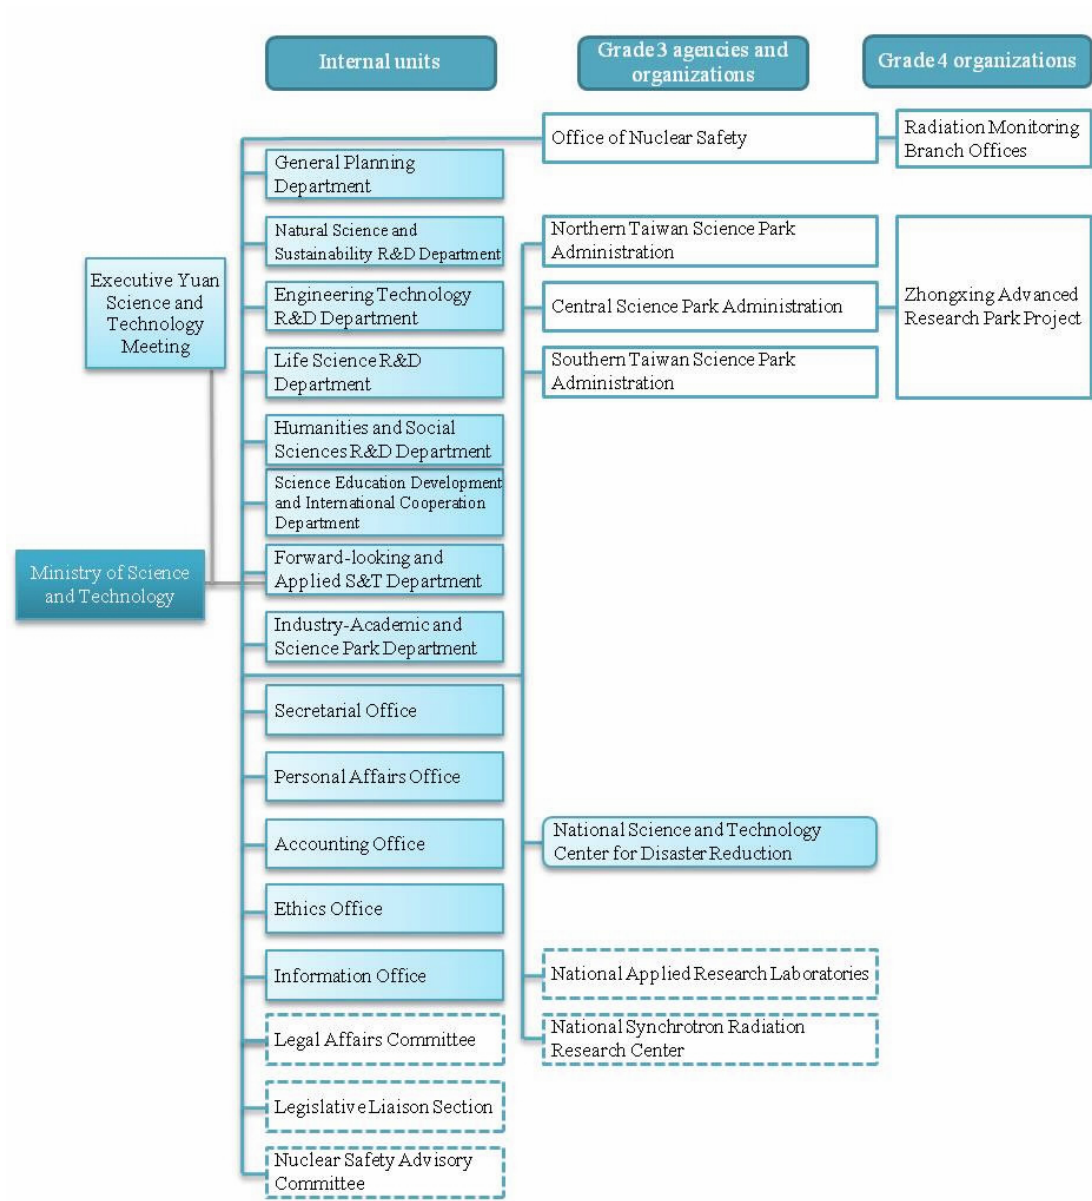 Internal units
Grade 3 agencies and
organizations
Grade 4 organizations
Office of Nuclear Safety
Radiation Monitoring
Branch Offices
General Planning
Department
Natural Science and
Sustainability R&D Department
Northern Taiwan Science Park
Administration
Executive Yuan
Science and
Technology
Meeting
Engineering Technology
R&D Department
Central Science Park Administration
Zhongxing Advanced
Research Park Project
Life Science R&D
Department
Southern Taiwan Science Park
Administration
Humanities and Social
Sciences R&D Department
Science Education Development
and International Cooperation
Department
Ministry of Science
and Technology
Forward-looking and
Applied S&T Department
Industry-Academic and
Science Park Department
Secretarial Office
Personal Affairs Office
Accounting Office
National Science and Technology
Center for Disaster Reduction
Ethics Office
Information Office
National Applied Research Laboratories
Legal Affairs Committee
National Synchrotron Radiation
Research Center
Legislative Liaison Section
Nuclear Safety Advisory
Committee